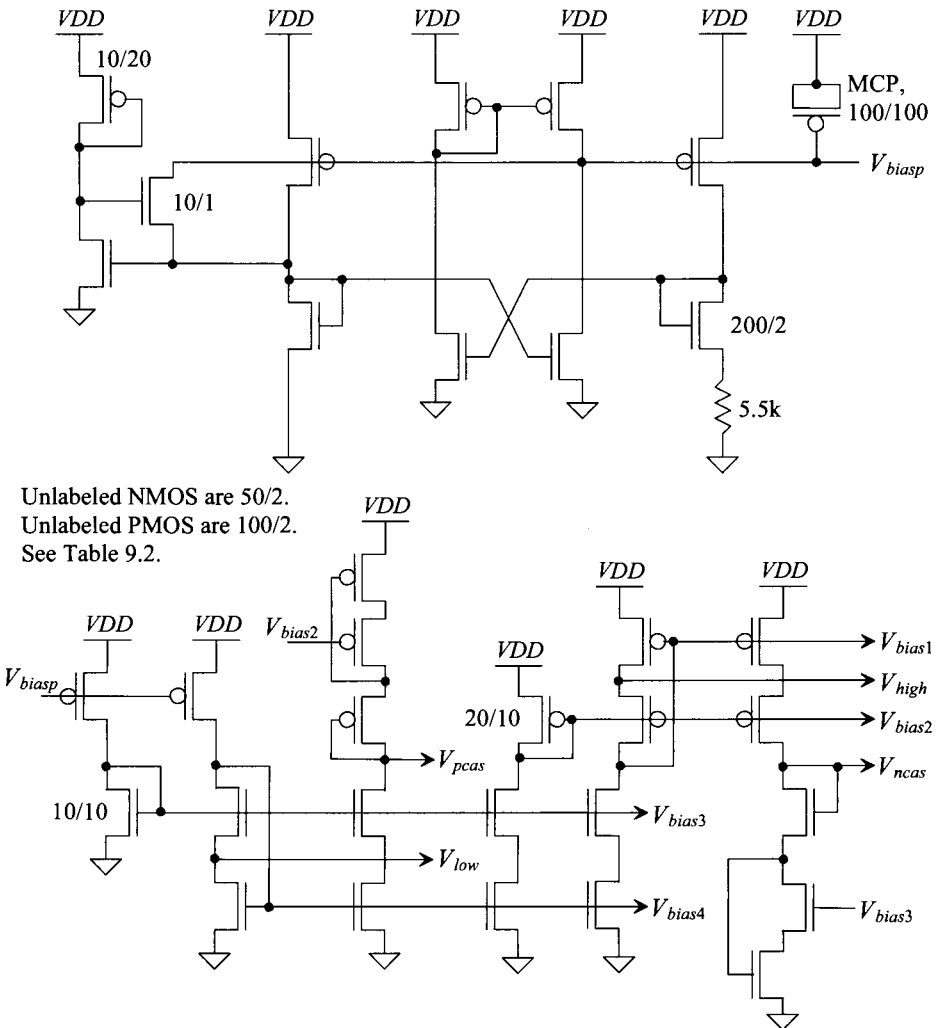 VDD
VDD
VDD
VDD
VDD
VDD
10/20
MCP,
100/100
V_biasp
10/1
200/2
5.5k
Unlabeled NMOS are 50/2.
Unlabeled PMOS are 100/2.
See Table 9.2.
VDD
VDD
VDD
VDD
VDD
VDD
V_bias2
V_biasp
V_bias1
V_high
20/10
V_bias2
V_pcas
V_ncas
10/10
V_bias3
V_low
V_bias4
V_bias3